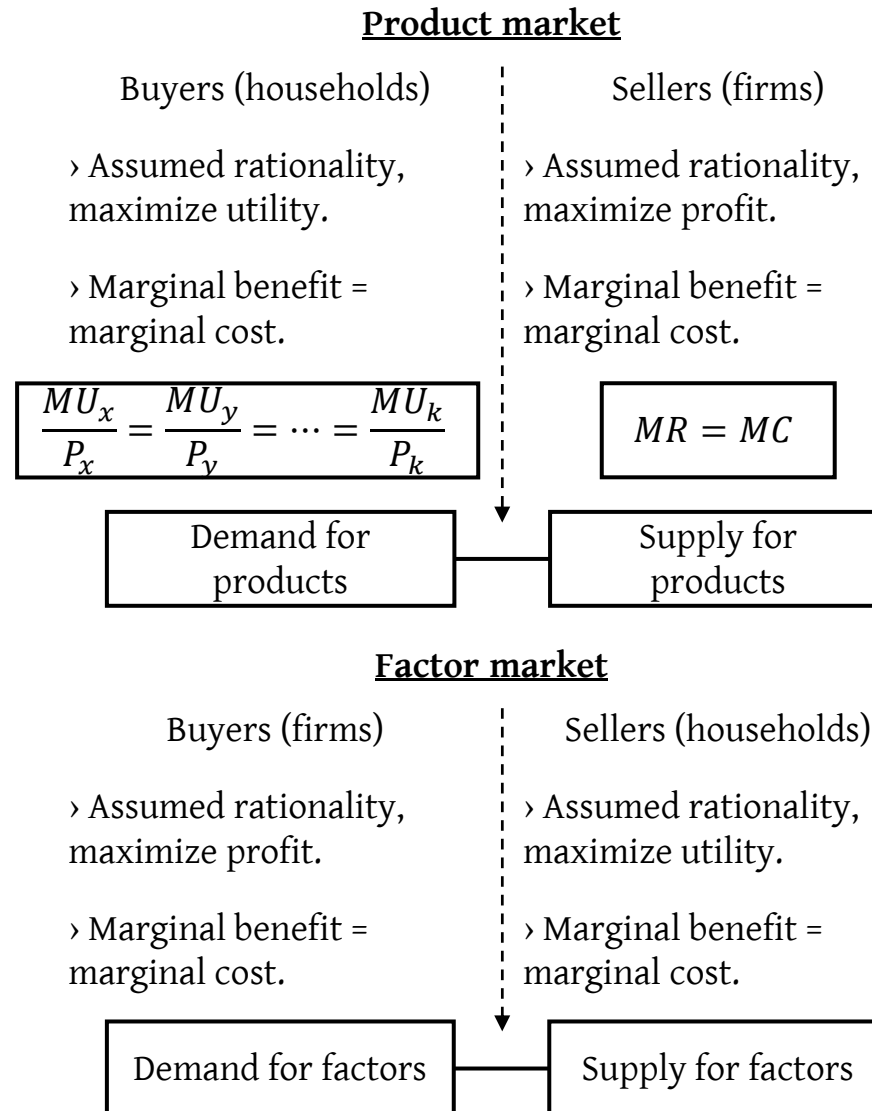 Product market
Buyers (households)
› Assumed rationality,
maximize utility.
› Marginal benefit =
marginal cost.
MU_x/P_x = MU_y/P_y = ⋯ = MU_k/P_k
Demand for
products
Sellers (firms)
› Assumed rationality,
maximize profit.
› Marginal benefit =
marginal cost.
MR = MC
Supply for
products
Factor market
Buyers (firms)
› Assumed rationality,
maximize profit.
› Marginal benefit =
marginal cost.
Demand for factors
Sellers (households)
› Assumed rationality,
maximize utility.
› Marginal benefit =
marginal cost.
Supply for factors